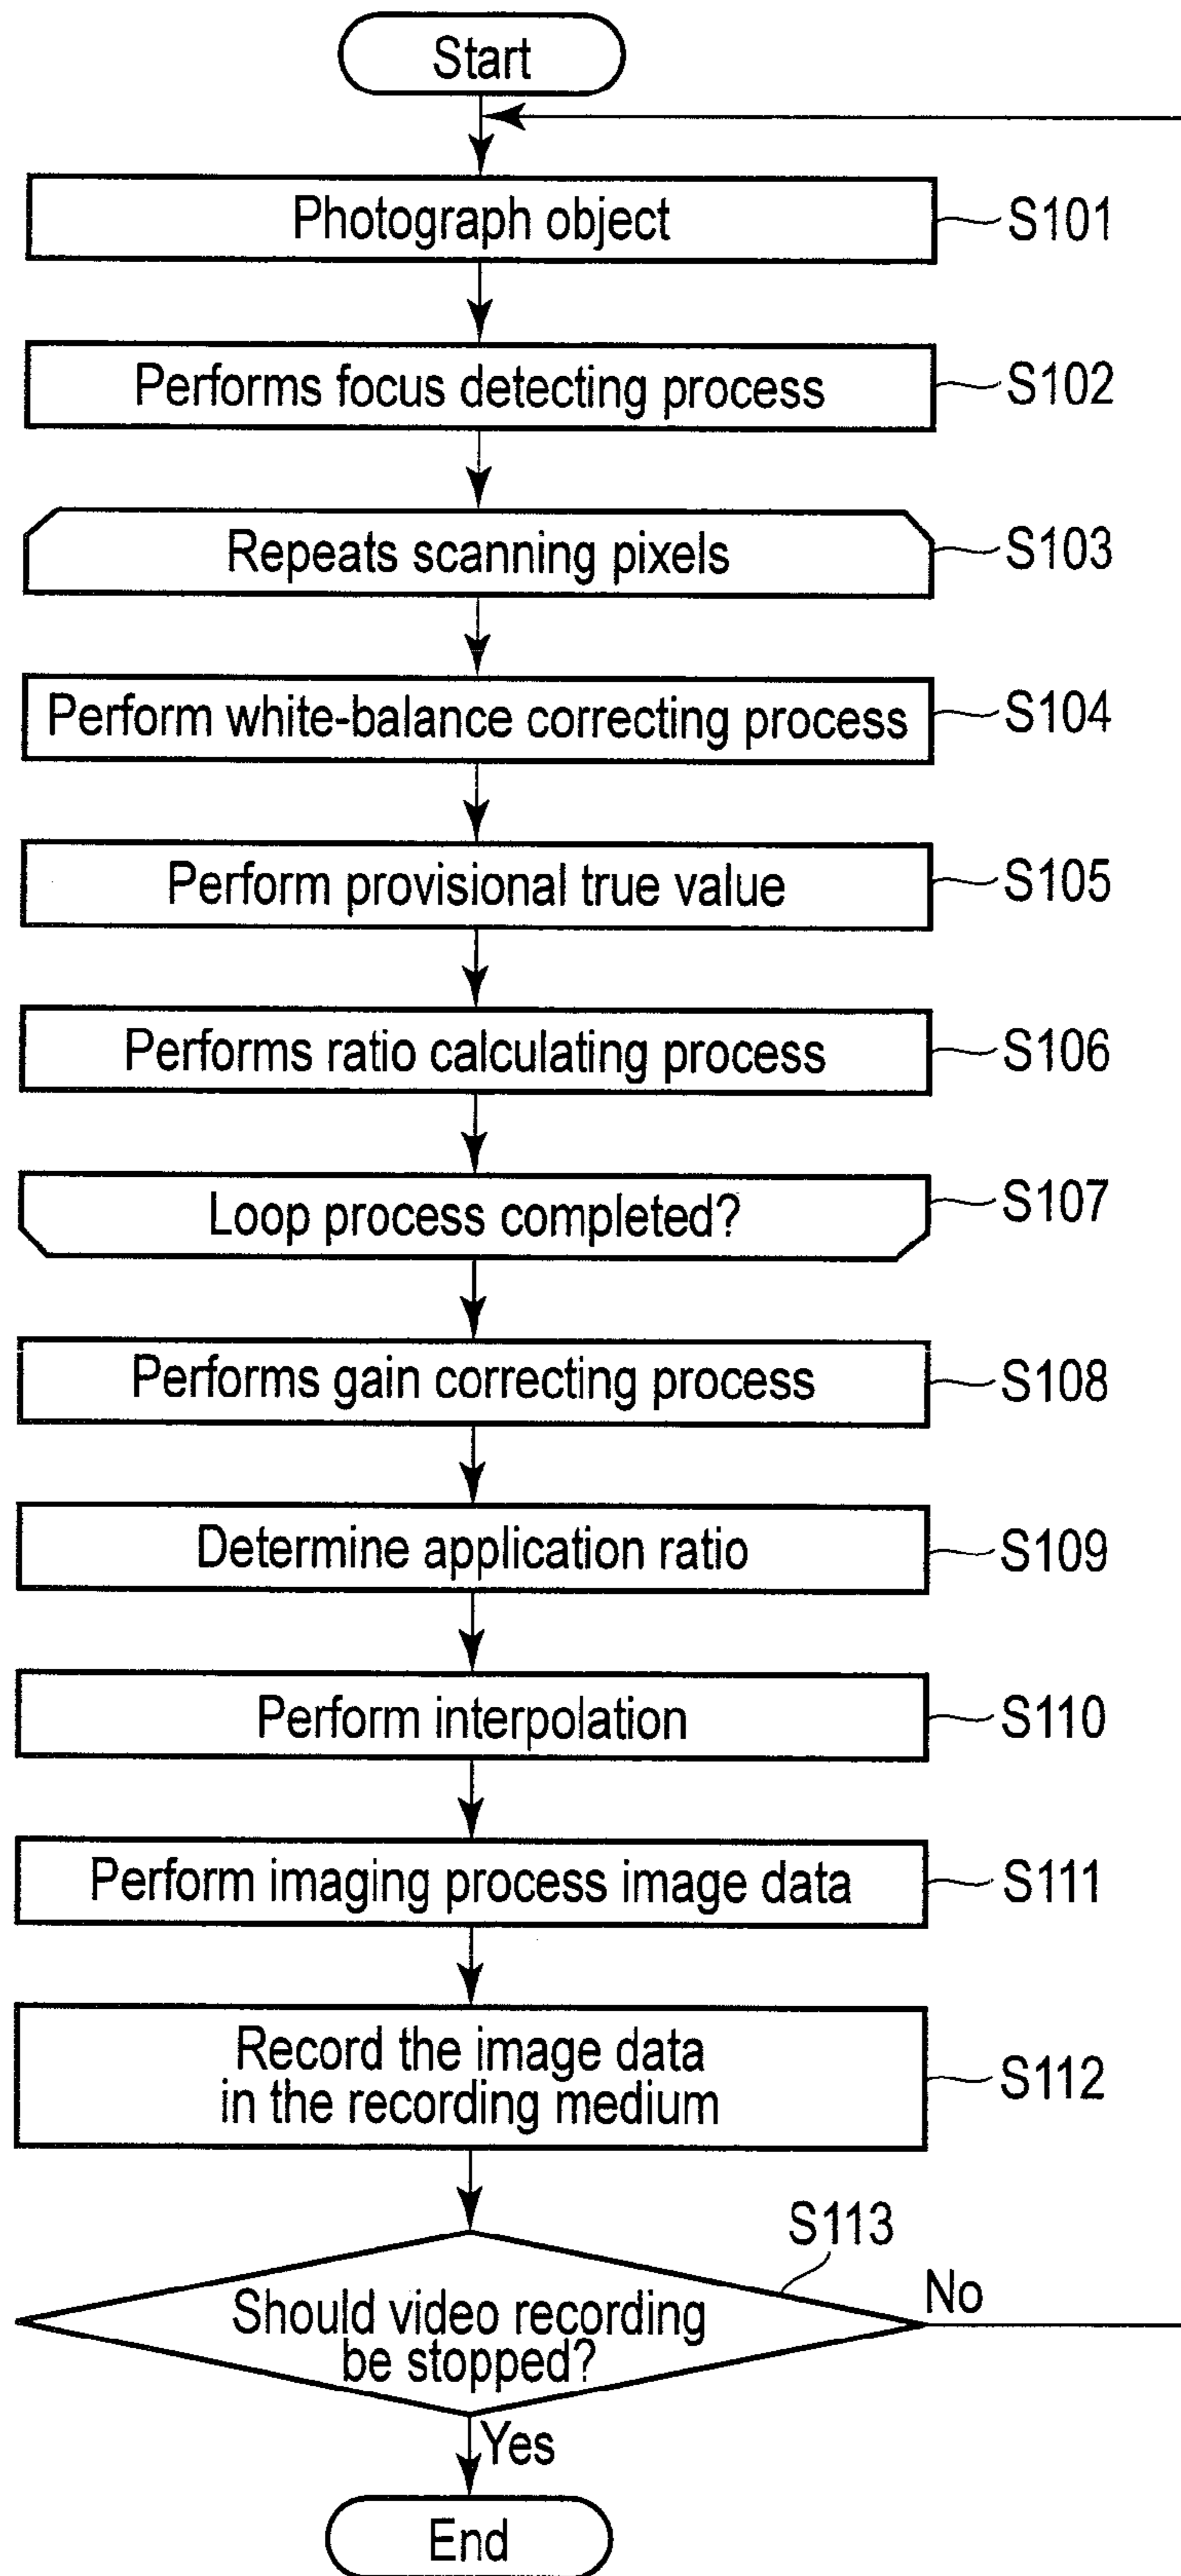 Start
Photograph object
S101
Performs focus detecting process
S102
Repeats scanning pixels
S103
Perform white-balance correcting process
S104
Perform provisional true value
S105
Performs ratio calculating process
S106
Loop process completed?
S107
Performs gain correcting process
S108
Determine application ratio
S109
Perform interpolation
S110
Perform imaging process image data
S111
Record the image data
in the recording medium
S112
S113
Should video recording
be stopped?
No
Yes
End